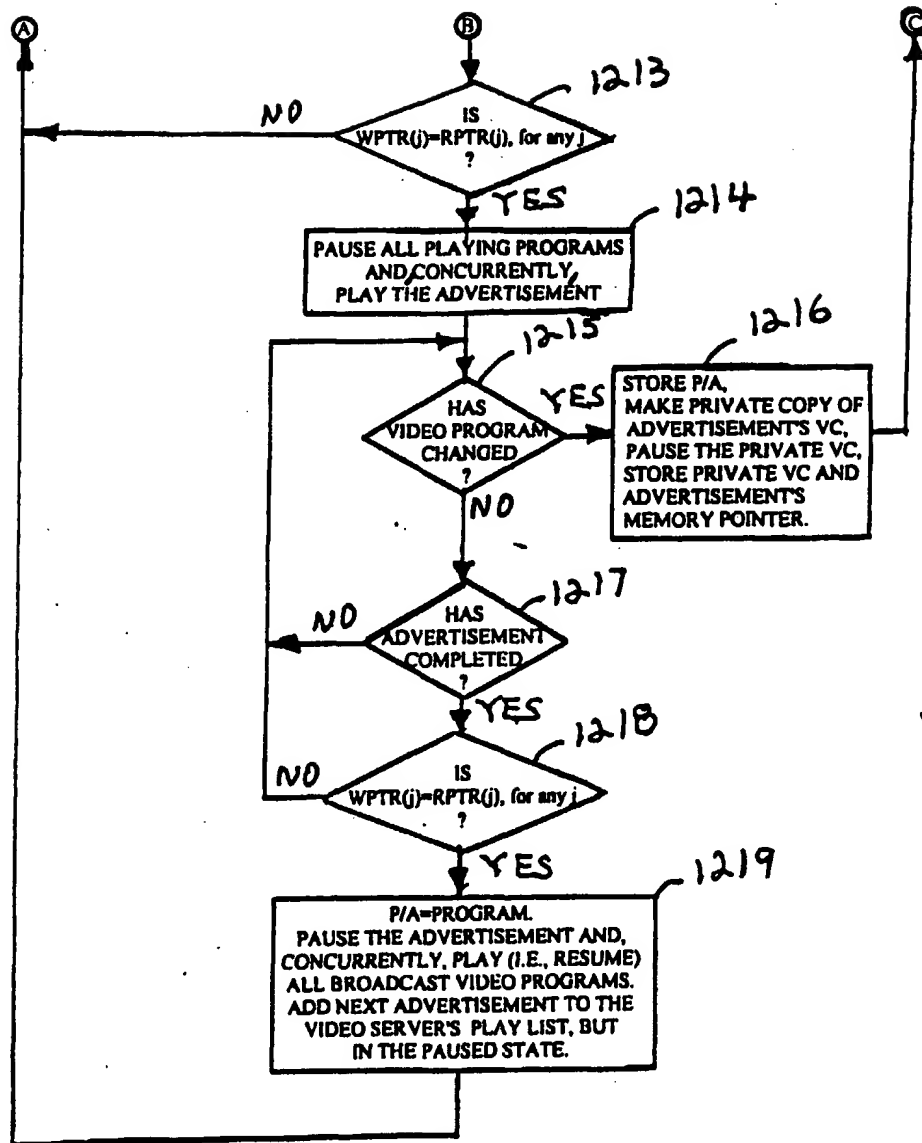 A
B
C
1213
NO
IS
WPTR(j)=RPTR(j), for any j
?
YES
1214
PAUSE ALL PLAYING PROGRAMS
AND, CONCURRENTLY,
PLAY THE ADVERTISEMENT
1215
HAS
VIDEO PROGRAM
CHANGED
?
YES
1216
STORE P/A,
MAKE PRIVATE COPY OF
ADVERTISEMENT'S VC,
PAUSE THE PRIVATE VC,
STORE PRIVATE VC AND
ADVERTISEMENT'S
MEMORY POINTER.
NO
1217
NO
HAS
ADVERTISEMENT
COMPLETED
?
YES
1218
NO
IS
WPTR(j)=RPTR(j), for any j
?
YES
1219
P/A=PROGRAM.
PAUSE THE ADVERTISEMENT AND,
CONCURRENTLY, PLAY (I.E., RESUME)
ALL BROADCAST VIDEO PROGRAMS.
ADD NEXT ADVERTISEMENT TO THE
VIDEO SERVER'S PLAY LIST, BUT
IN THE PAUSED STATE.